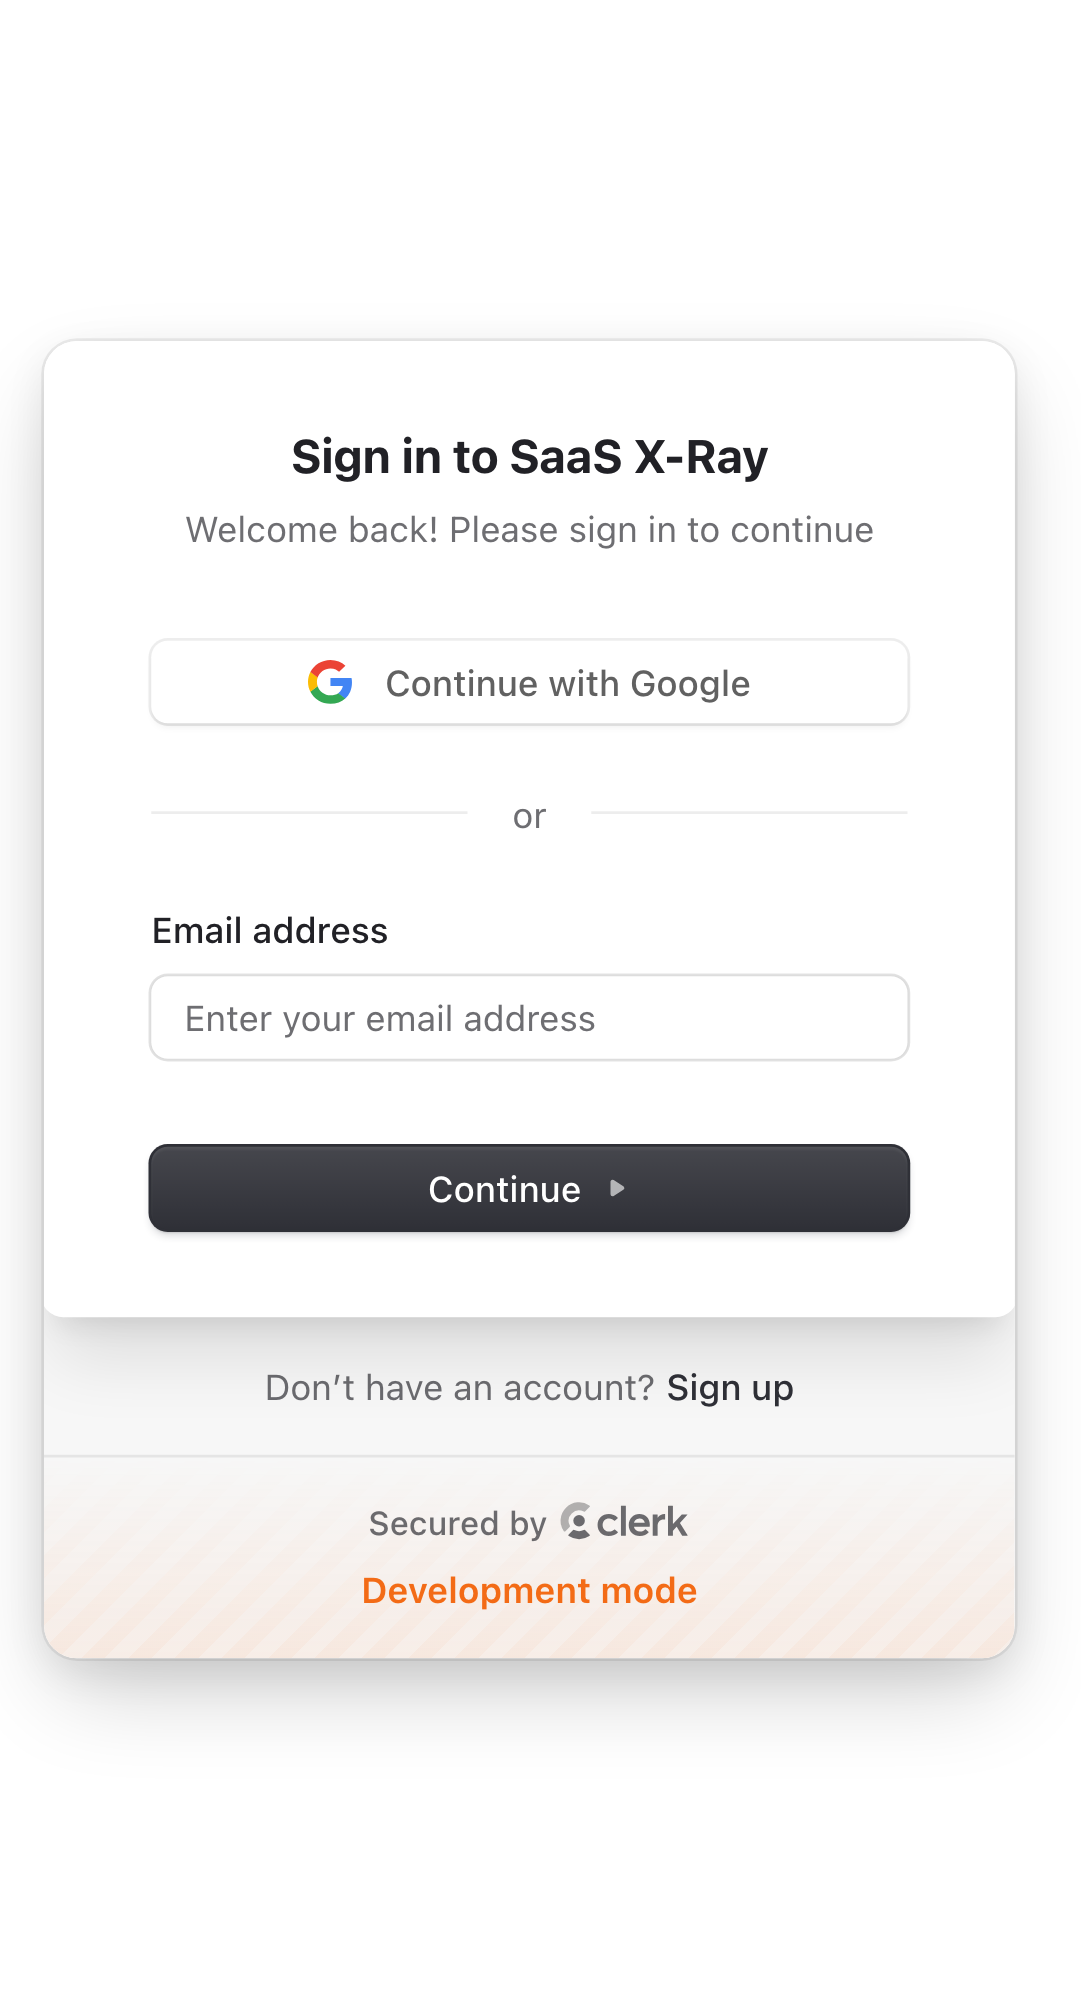 Sign in to SaaS X-Ray
Welcome back! Please sign in to continue
Continue with Google
or
Email address
Enter your email address
Continue
Don’t have an account? Sign up
Secured by clerk
Development mode